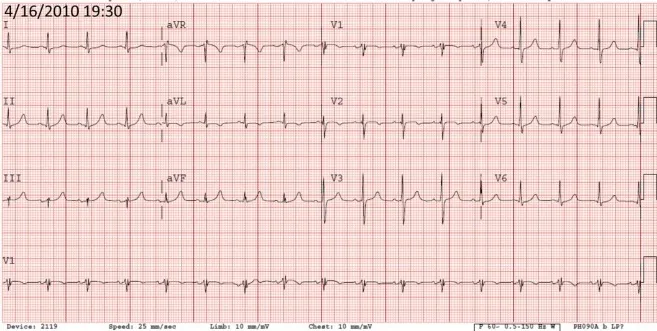 4/16/2010 19:30
I aVR V1 V4
II aVL V2 V5
III aVF V3 V6
V1
Device: 2119 Speed: 25 mm/sec Limb: 10 mm/mV Chest: 10 mm/mV F 60~ 0.5-150 Hz W PH090A b LP?